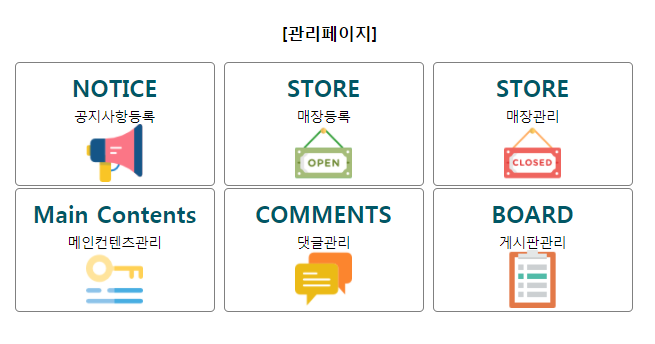 [관리페이지]
NOTICE
공지사항등록
STORE
매장등록
OPEN
STORE
매장관리
CLOSED
Main Contents
메인컨텐츠관리
COMMENTS
댓글관리
BOARD
게시판관리